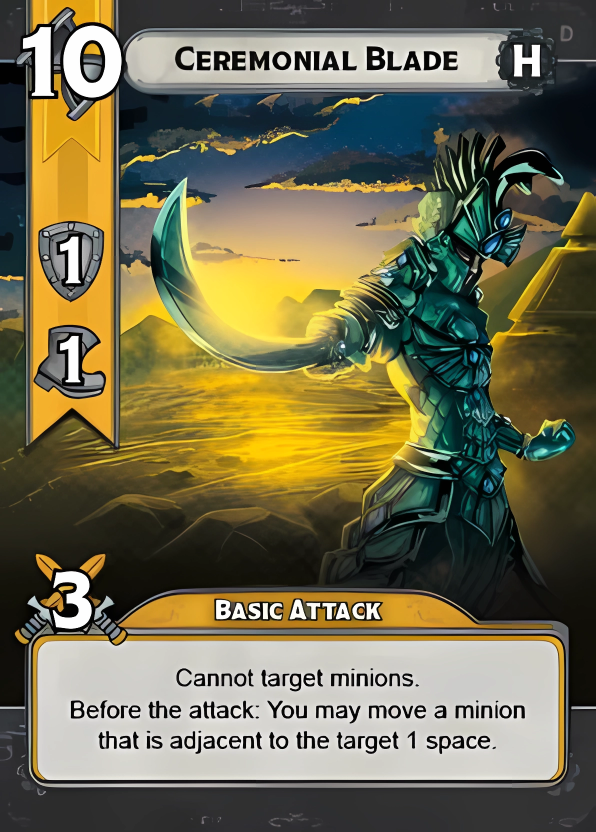 10
CEREMONIAL BLADE
H
D
1
1
3
BASIC ATTACK
Cannot target minions.
Before the attack: You may move a minion
that is adjacent to the target 1 space.